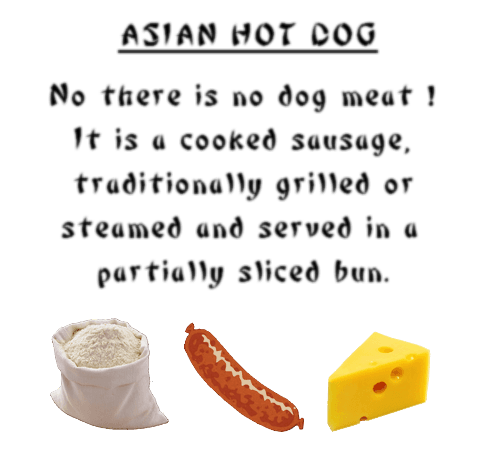 ASIAN HOT DOG
No there is no dog meat !
It is a cooked sausage,
traditionally grilled or
steamed and served in a
partially sliced bun.